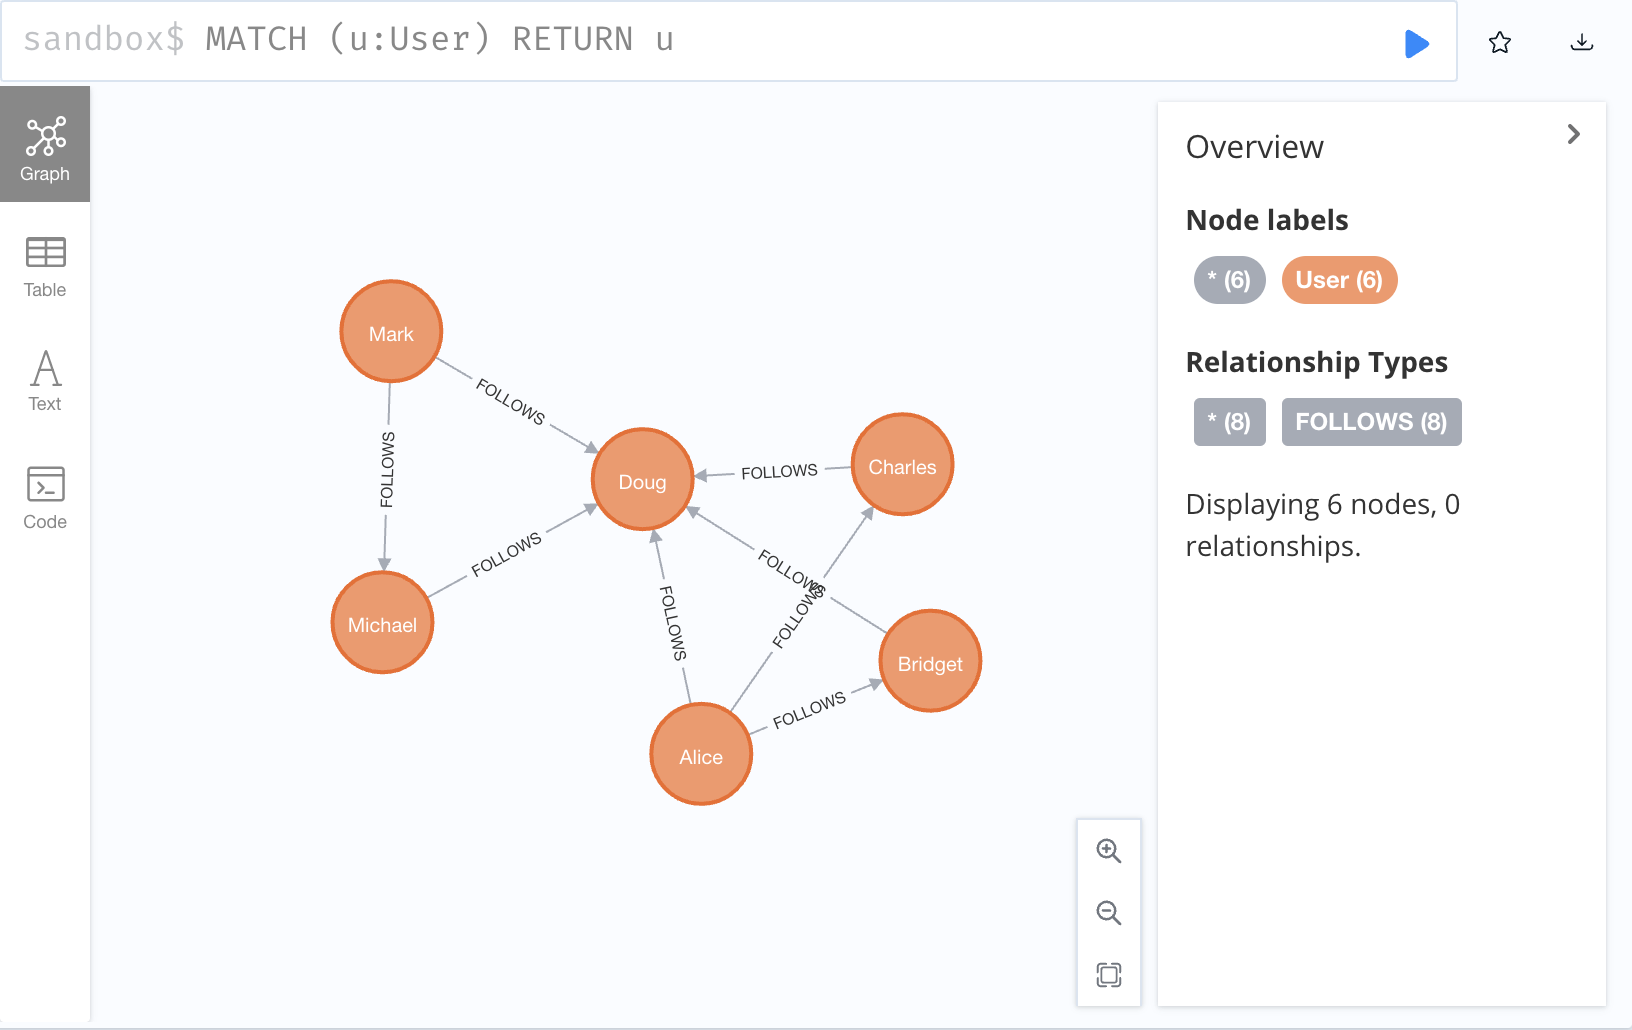 sandbox$ MATCH (u:User) RETURN u
Graph
Table
Text
Code
Mark
FOLLOWS
FOLLOWS
Doug
FOLLOWS
Charles
FOLLOWS
FOLLOWS
FOLLOWS
FOLLOWS
Michael
Bridget
FOLLOWS
Alice
Overview
Node labels
* (6) User (6)
Relationship Types
* (8) FOLLOWS (8)
Displaying 6 nodes, 0
relationships.